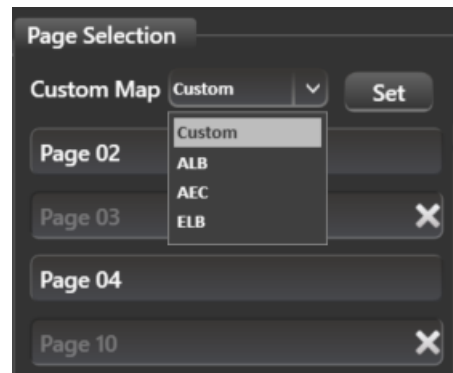 Page Selection
Custom Map Custom Set
Custom
Page 02
ALB
AEC
Page 03
ELB
Page 04
Page 10